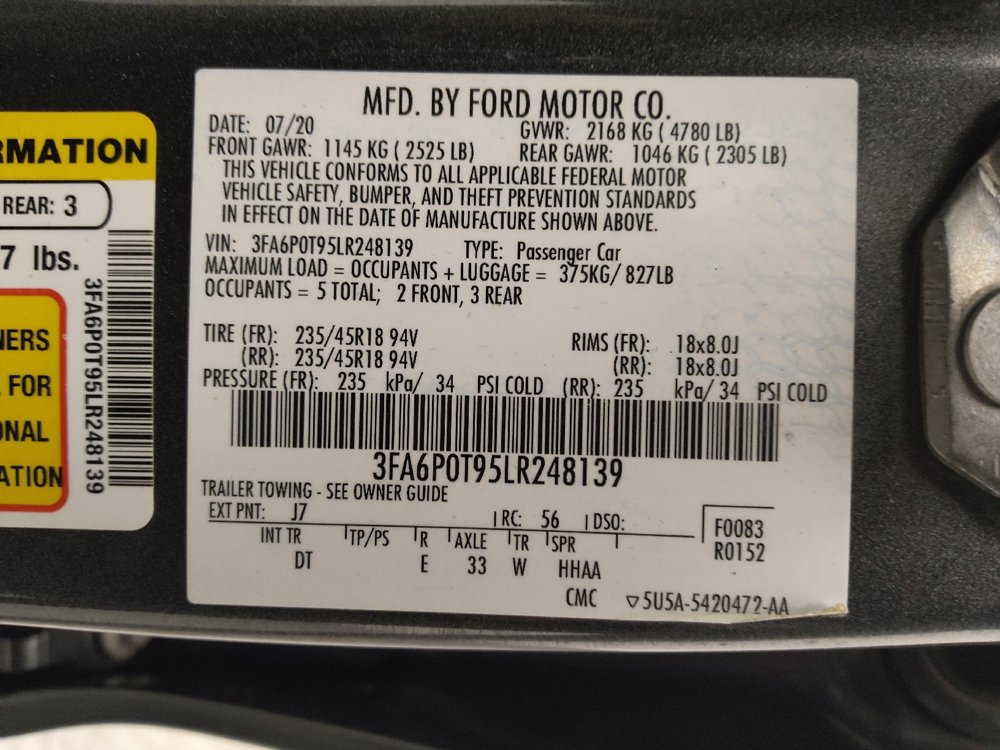 RMATION
REAR: 3
7 lbs.
NERS
FOR
ONAL
ATION
3FA6P0T95LR248139
MFD. BY FORD MOTOR CO.
DATE: 07/20 GVWR: 2168 KG ( 4780 LB)
FRONT GAWR: 1145 KG ( 2525 LB) REAR GAWR: 1046 KG ( 2305 LB)
THIS VEHICLE CONFORMS TO ALL APPLICABLE FEDERAL MOTOR
VEHICLE SAFETY, BUMPER, AND THEFT PREVENTION STANDARDS
IN EFFECT ON THE DATE OF MANUFACTURE SHOWN ABOVE.
VIN: 3FA6P0T95LR248139 TYPE: Passenger Car
MAXIMUM LOAD = OCCUPANTS + LUGGAGE = 375KG/ 827LB
OCCUPANTS = 5 TOTAL; 2 FRONT, 3 REAR
TIRE (FR): 235/45R18 94V RIMS (FR): 18x8.0J
(RR): 235/45R18 94V (RR): 18x8.0J
PRESSURE (FR): 235 kPa/ 34 PSI COLD (RR): 235 kPa/ 34 PSI COLD
3FA6P0T95LR248139
TRAILER TOWING - SEE OWNER GUIDE
EXT PNT: J7 RC: 56 DSO: F0083
INT TR TP/PS R AXLE TR SPR R0152
DT E 33 W HHAA
CMC ▽5U5A-5420472-AA